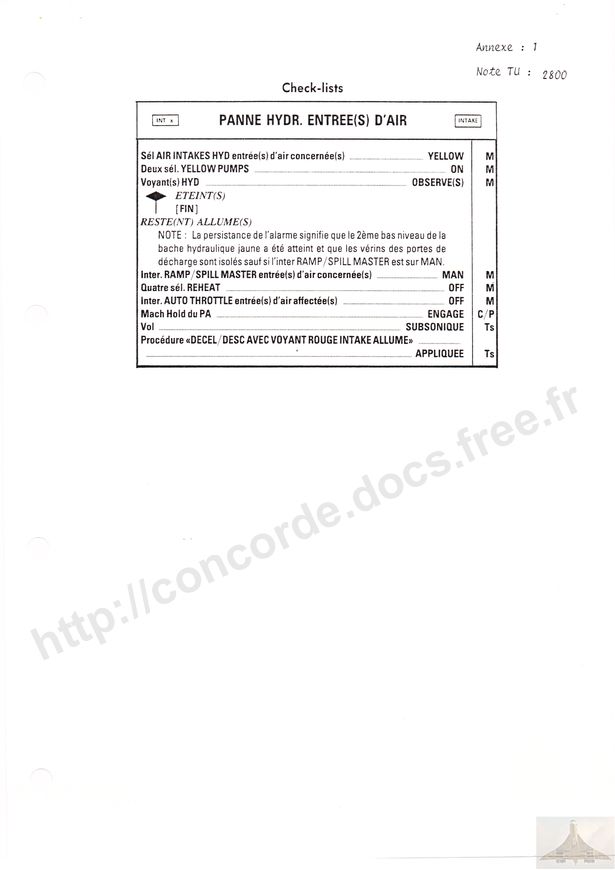 Annexe : 1
Note TU : 2800
Check-lists
INT x PANNE HYDR. ENTREE(S) D'AIR INTAKE
Sél AIR INTAKES HYD entrée(s) d'air concernée(s) YELLOW M
Deux sél. YELLOW PUMPS ON M
Voyant(s) HYD OBSERVE(S) M
ETEINT(S)
[FIN]
RESTE(NT) ALLUME(S)
NOTE : La persistance de l'alarme signifie que le 2ème bas niveau de la
bache hydraulique jaune a été atteint et que les vérins des portes de
décharge sont isolés sauf si l'inter RAMP/SPILL MASTER est sur MAN.
Inter. RAMP/SPILL MASTER entrée(s) d'air concernée(s) MAN M
Quatre sél. REHEAT OFF M
Inter. AUTO THROTTLE entrée(s) d'air affectée(s) OFF M
Mach Hold du PA ENGAGE C/P
Vol SUBSONIQUE Ts
Procédure «DECEL/DESC AVEC VOYANT ROUGE INTAKE ALLUME»
APPLIQUEE Ts
http://concorde.docs.free.fr